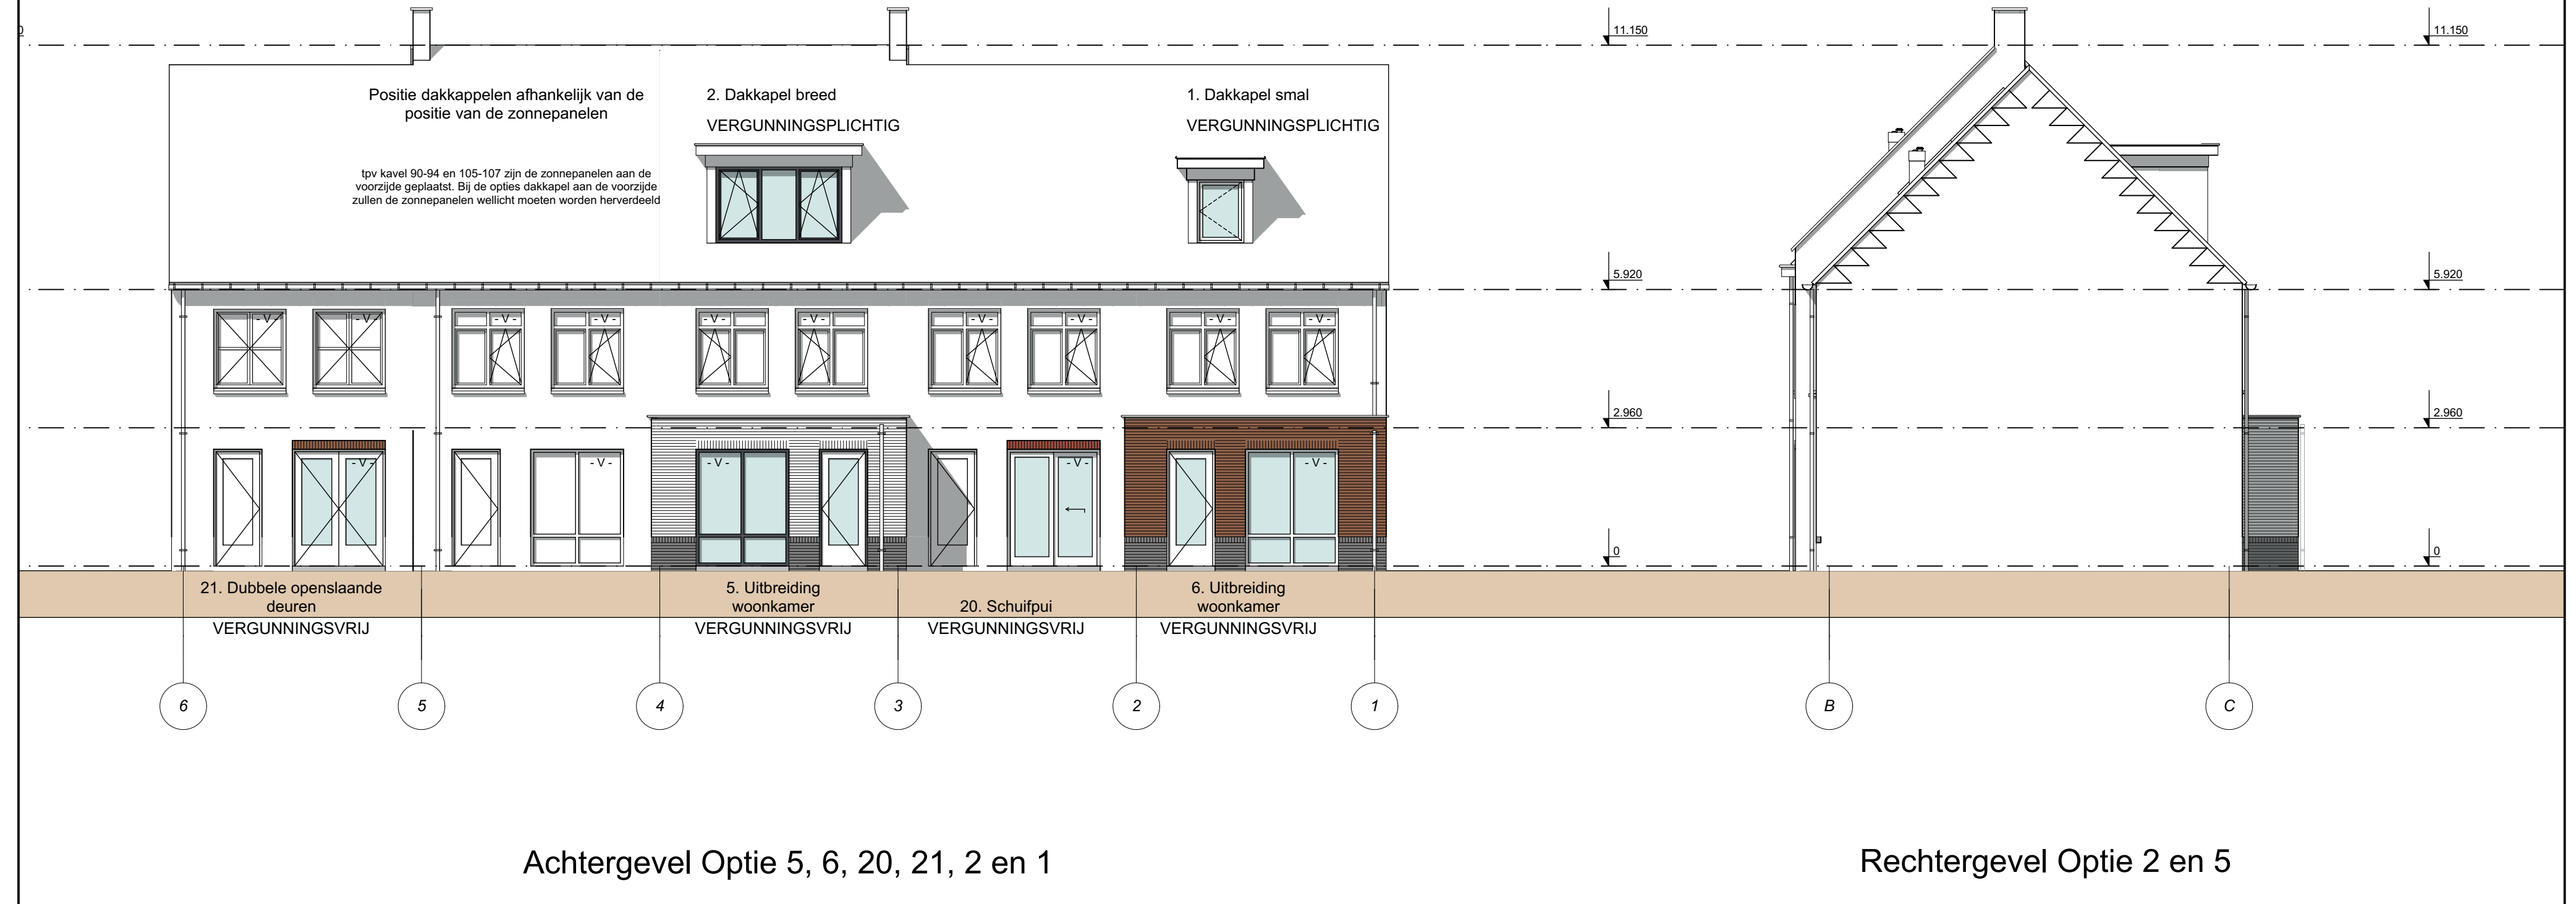 0
11.150
11.150
Positie dakkappelen afhankelijk van de
positie van de zonnepanelen
2. Dakkapel breed
VERGUNNINGSPLICHTIG
1. Dakkapel smal
VERGUNNINGSPLICHTIG
tpv kavel 90-94 en 105-107 zijn de zonnepanelen aan de
voorzijde geplaatst. Bij de opties dakkapel aan de voorzijde
zullen de zonnepanelen wellicht moeten worden herverdeeld
5.920
5.920
- V -
- V -
- V -
- V -
- V -
- V -
- V -
- V -
- V -
- V -
2.960
2.960
- V -
- V -
- V -
- V -
- V -
0
0
21. Dubbele openslaande
deuren
VERGUNNINGSVRIJ
5. Uitbreiding
woonkamer
VERGUNNINGSVRIJ
20. Schuifpui
VERGUNNINGSVRIJ
6. Uitbreiding
woonkamer
VERGUNNINGSVRIJ
6
5
4
3
2
1
B
C
Achtergevel Optie 5, 6, 20, 21, 2 en 1
Rechtergevel Optie 2 en 5